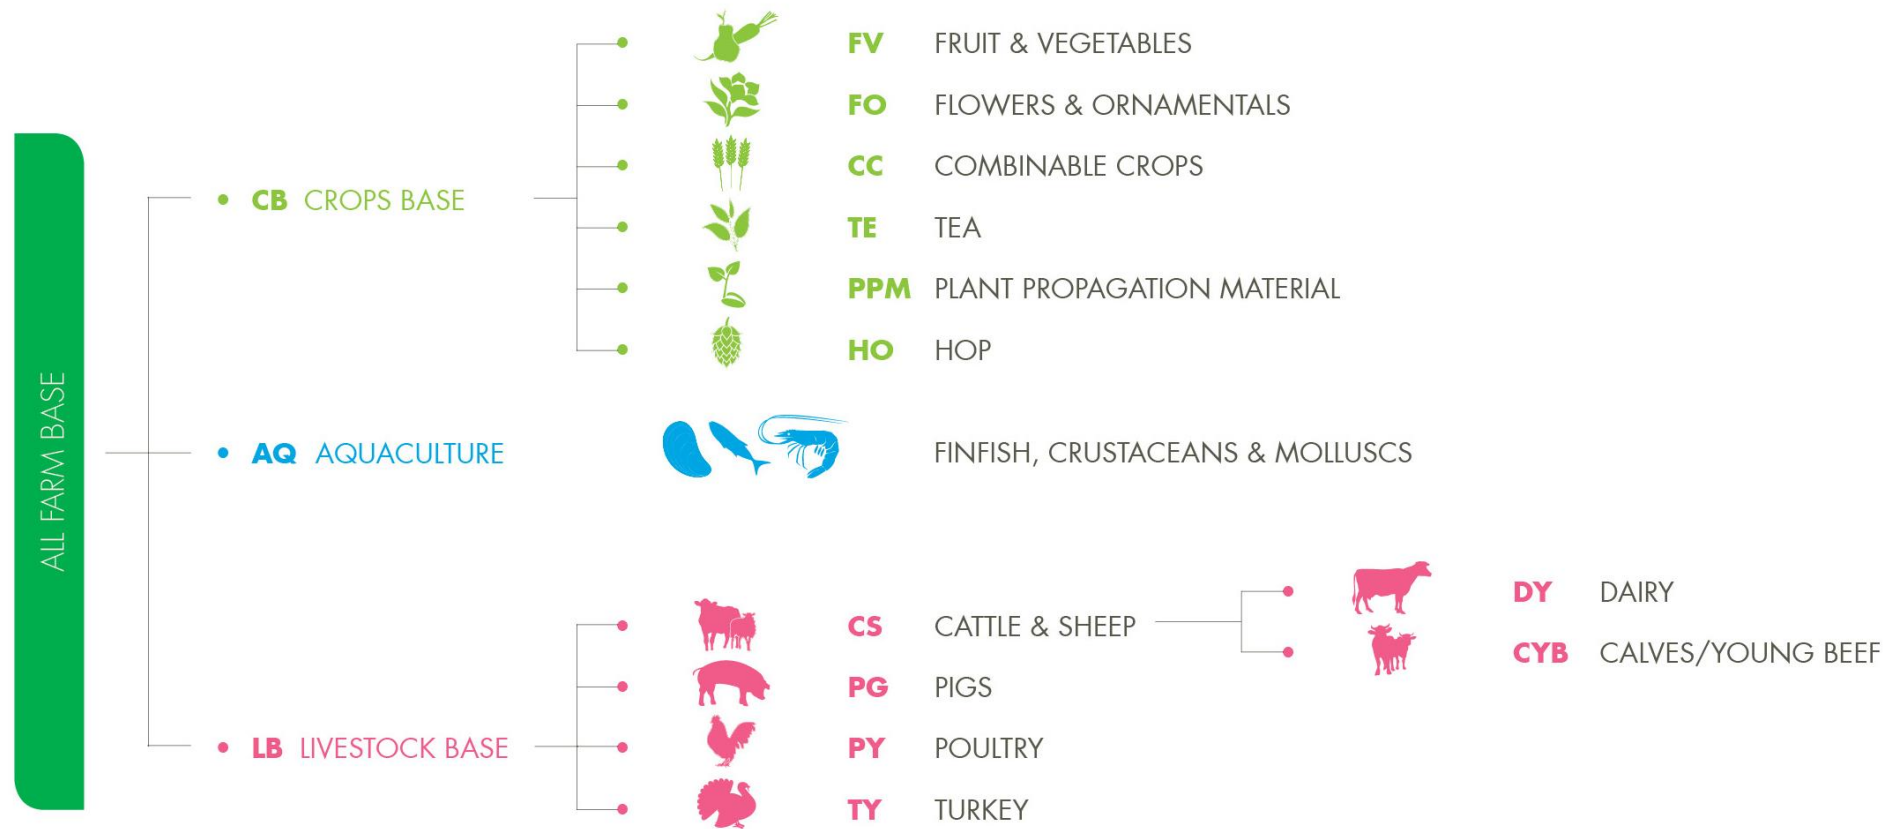 ALL FARM BASE
CB CROPS BASE
FV FRUIT & VEGETABLES
FO FLOWERS & ORNAMENTALS
CC COMBINABLE CROPS
TE TEA
PPM PLANT PROPAGATION MATERIAL
HO HOP
AQ AQUACULTURE
FINFISH, CRUSTACEANS & MOLLUSCS
LB LIVESTOCK BASE
CS CATTLE & SHEEP
DY DAIRY
CYB CALVES/YOUNG BEEF
PG PIGS
PY POULTRY
TY TURKEY